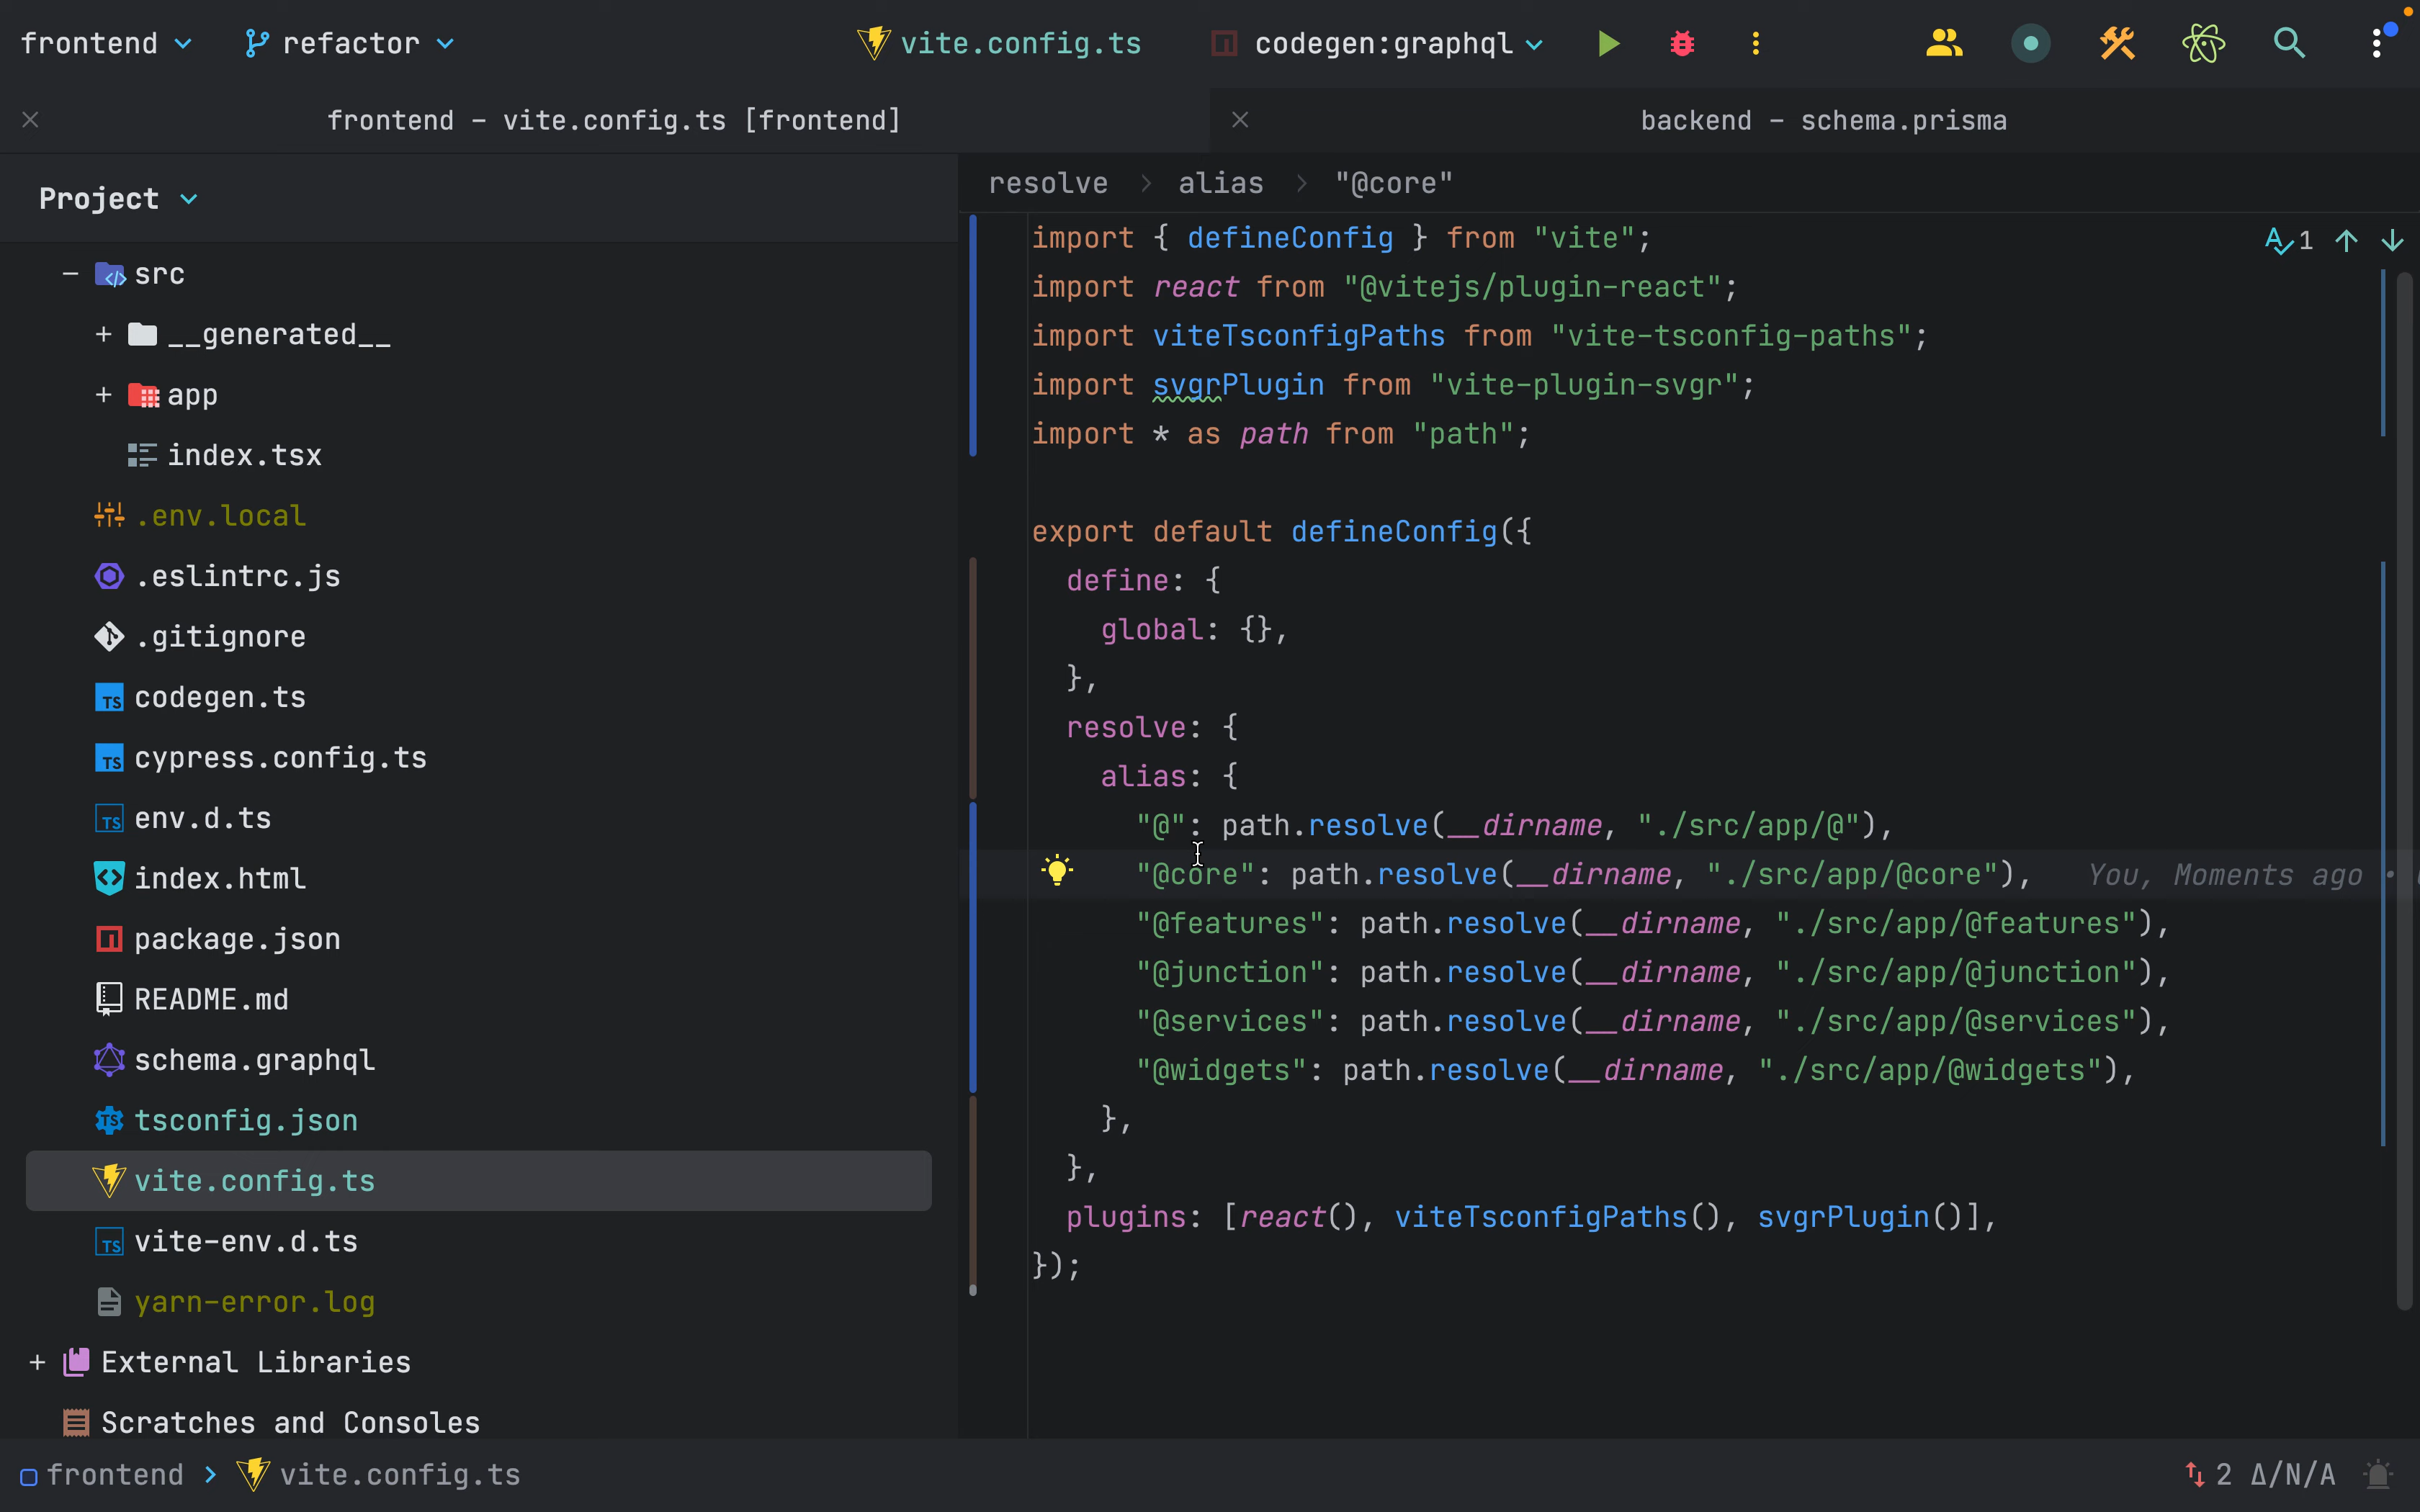 frontend refactor vite.config.ts codegen:graphql
frontend – vite.config.ts [frontend] backend – schema.prisma
Project
src
__generated__
app
index.tsx
.env.local
.eslintrc.js
.gitignore
codegen.ts
cypress.config.ts
env.d.ts
index.html
package.json
README.md
schema.graphql
tsconfig.json
vite.config.ts
vite-env.d.ts
yarn-error.log
External Libraries
Scratches and Consoles
resolve > alias > "@core"
1
import { defineConfig } from "vite";
import react from "@vitejs/plugin-react";
import viteTsconfigPaths from "vite-tsconfig-paths";
import svgrPlugin from "vite-plugin-svgr";
import * as path from "path";
export default defineConfig({
define: {
global: {},
},
resolve: {
alias: {
"@": path.resolve(__dirname, "./src/app/@"),
"@core": path.resolve(__dirname, "./src/app/@core"), You, Moments ago •
"@features": path.resolve(__dirname, "./src/app/@features"),
"@junction": path.resolve(__dirname, "./src/app/@junction"),
"@services": path.resolve(__dirname, "./src/app/@services"),
"@widgets": path.resolve(__dirname, "./src/app/@widgets"),
},
},
plugins: [react(), viteTsconfigPaths(), svgrPlugin()],
});
frontend > vite.config.ts 2 Δ/N/A